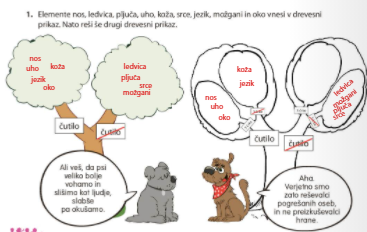 1. Elemente nos, ledvica, pljuča, uho, koža, srce, jezik, možgani in oko vnesi v drevesni
prikaz. Nato reši še drugi drevesni prikaz.
nos
uho
koža
jezik
oko
ledvica
pljuča
srce
možgani
čutilo
čutilo
koža
jezik
nos
uho
oko
ledvica
možgani
pljuča
srce
čutilo
čutilo
Ali veš, da psi
veliko bolje
vohamo in
slišimo kot ljudje,
slabše
pa okušamo.
Aha.
Verjetno smo
zato reševalci
pogrešanih oseb,
in ne preizkuševalci
hrane.